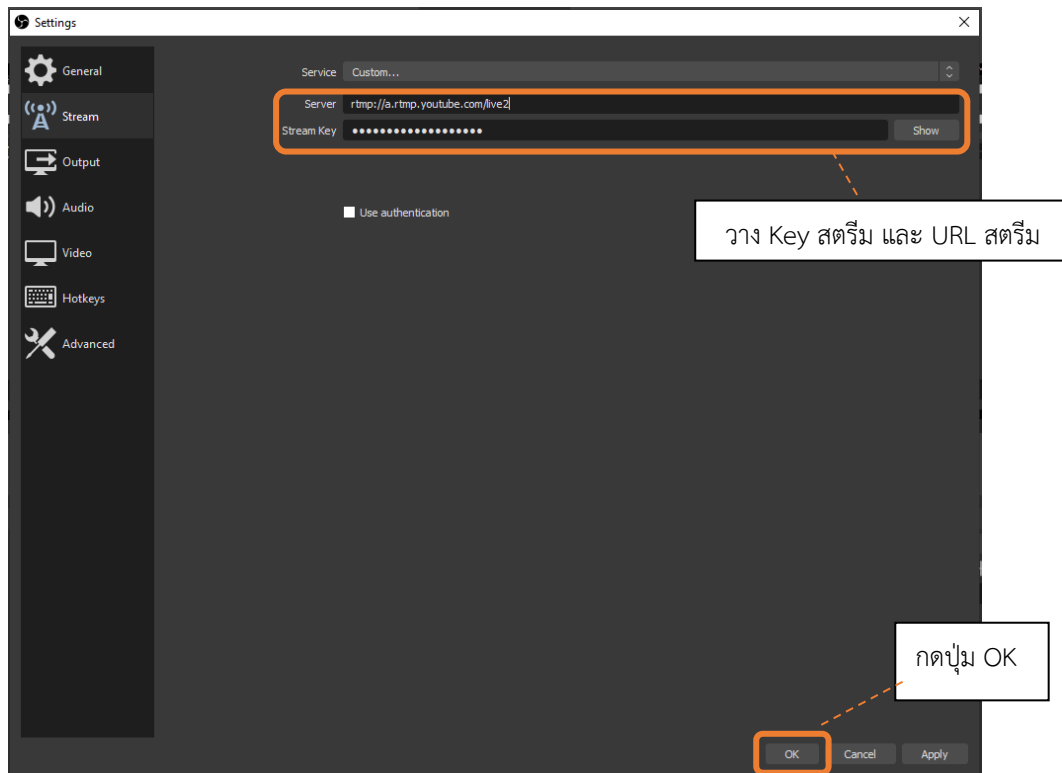 Settings
General
Stream
Output
Audio
Video
Hotkeys
Advanced
Service Custom...
Server rtmp://a.rtmp.youtube.com/live2
Stream Key ●●●●●●●●●●●●●●●●●●● Show
Use authentication
วาง Key สตรีม และ URL สตรีม
กดปุ่ม OK
OK Cancel Apply